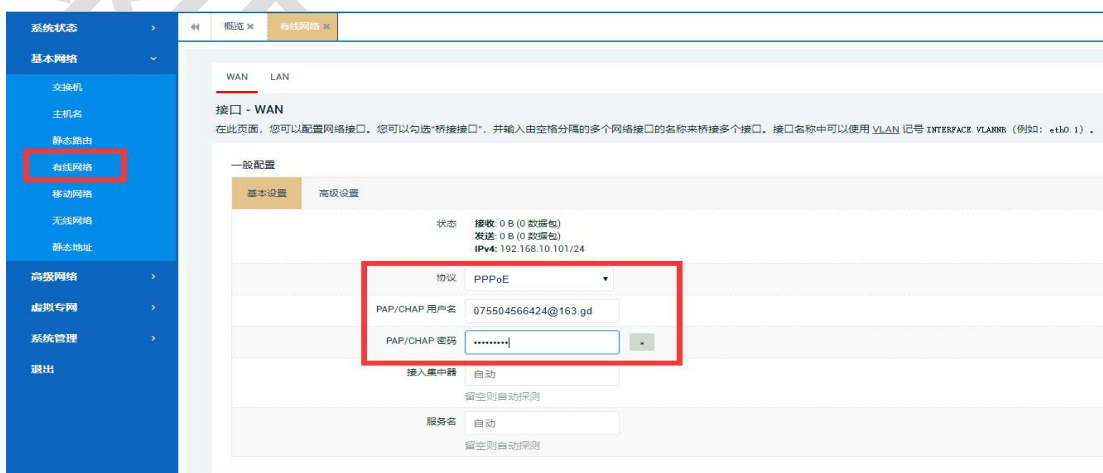 系统状态
基本网络
交换机
主机名
静态路由
有线网络
移动网络
无线网络
静态地址
高级网络
虚拟专网
系统管理
退出
概览 ×
有线网络 ×
WAN LAN
接口 - WAN
在此页面，您可以配置网络接口。您可以勾选“桥接接口”，并输入由空格分隔的多个网络接口的名称来桥接多个接口。接口名称中可以使用 VLAN 记号 INTERFACE.VLANNR（例如：eth0.1）。
一般配置
基本设置 高级设置
状态 接收: 0 B (0 数据包)
发送: 0 B (0 数据包)
IPv4: 192.168.10.101/24
协议 PPPoE
PAP/CHAP 用户名 075504566424@163.gd
PAP/CHAP 密码 •••••••••
接入集中器 自动
留空则自动探测
服务名 自动
留空则自动探测